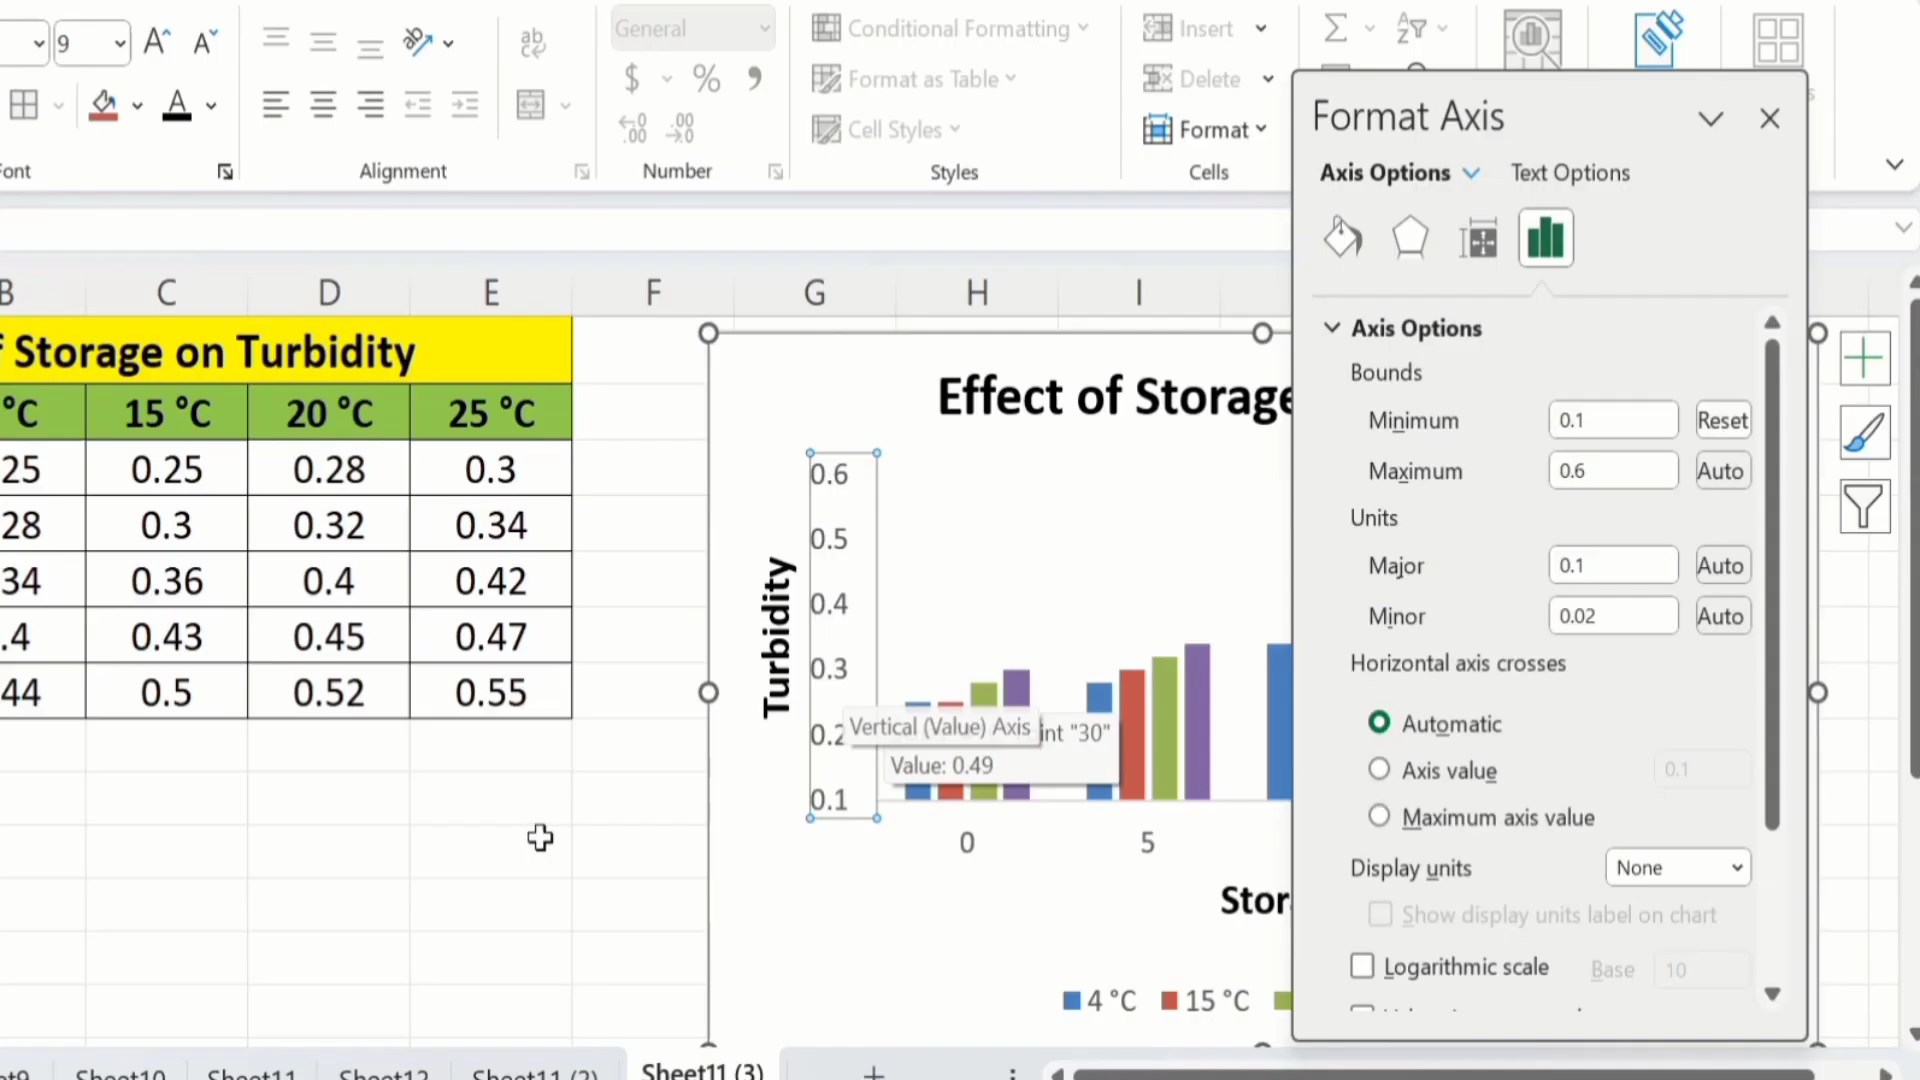 9
General
Conditional Formatting
Insert
$ % ,
Format as Table
Delete
Cell Styles
Format
Alignment
Number
Styles
Cells
Format Axis
Axis Options
Text Options
Axis Options
Bounds
Minimum 0.1 Reset
Maximum 0.6 Auto
Units
Major 0.1 Auto
Minor 0.02 Auto
Horizontal axis crosses
Automatic
Axis value 0.1
Maximum axis value
Display units None
Show display units label on chart
Logarithmic scale Base 10
B C D E F G H I
Storage on Turbidity
°C 15 °C 20 °C 25 °C
25 0.25 0.28 0.3
28 0.3 0.32 0.34
34 0.36 0.4 0.42
.4 0.43 0.45 0.47
44 0.5 0.52 0.55
Effect of Storage
0.6
0.5
0.4
0.3
0.2
0.1
Turbidity
Vertical (Value) Axis
int "30"
Value: 0.49
0 5
Stor
4 °C 15 °C
et9 Sheet10 Sheet11 Sheet12 Sheet11 (2) Sheet11 (3)